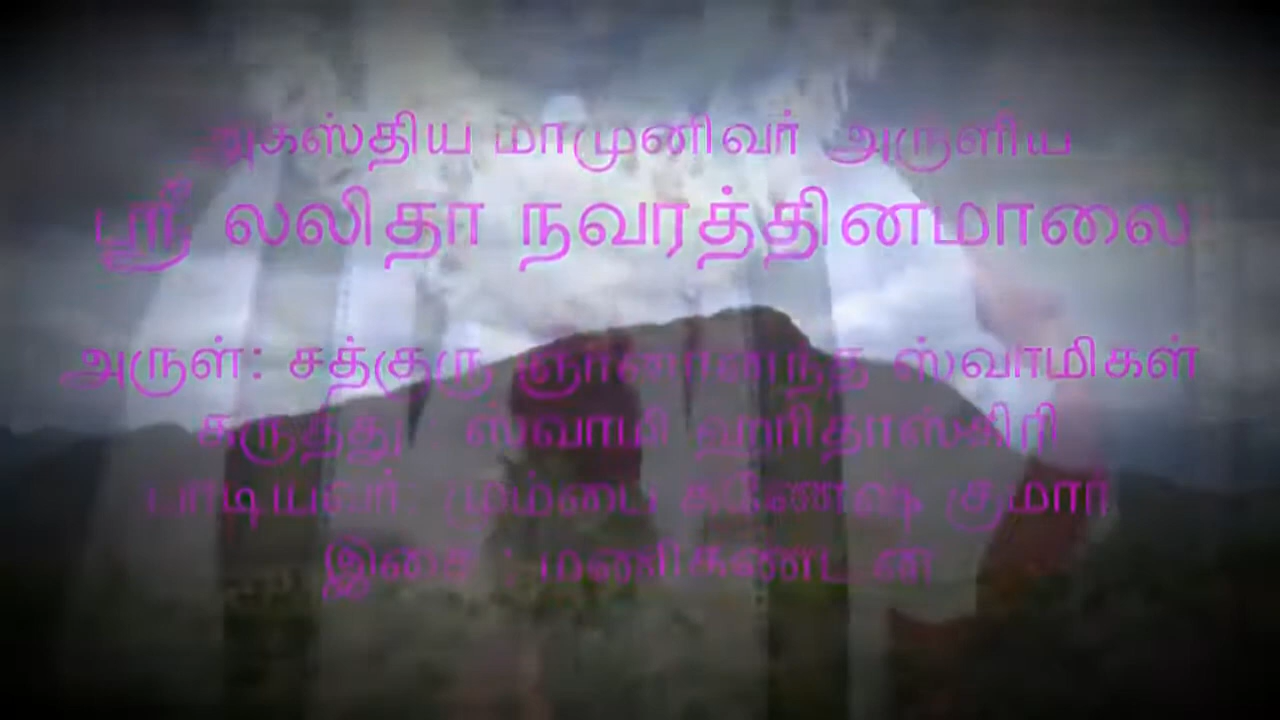 அகஸ்திய மாமுனிவர் அருளிய
ஸ்ரீ லலிதா நவரத்தினமாலை
அருள்: சத்குரு ஞானானந்த ஸ்வாமிகள்
கருத்து : ஸ்வாமி ஹரிதாஸ்கிரி
பாடியவர்: மும்பை கணேஷ் குமார்
இசை : மணிகண்டன்